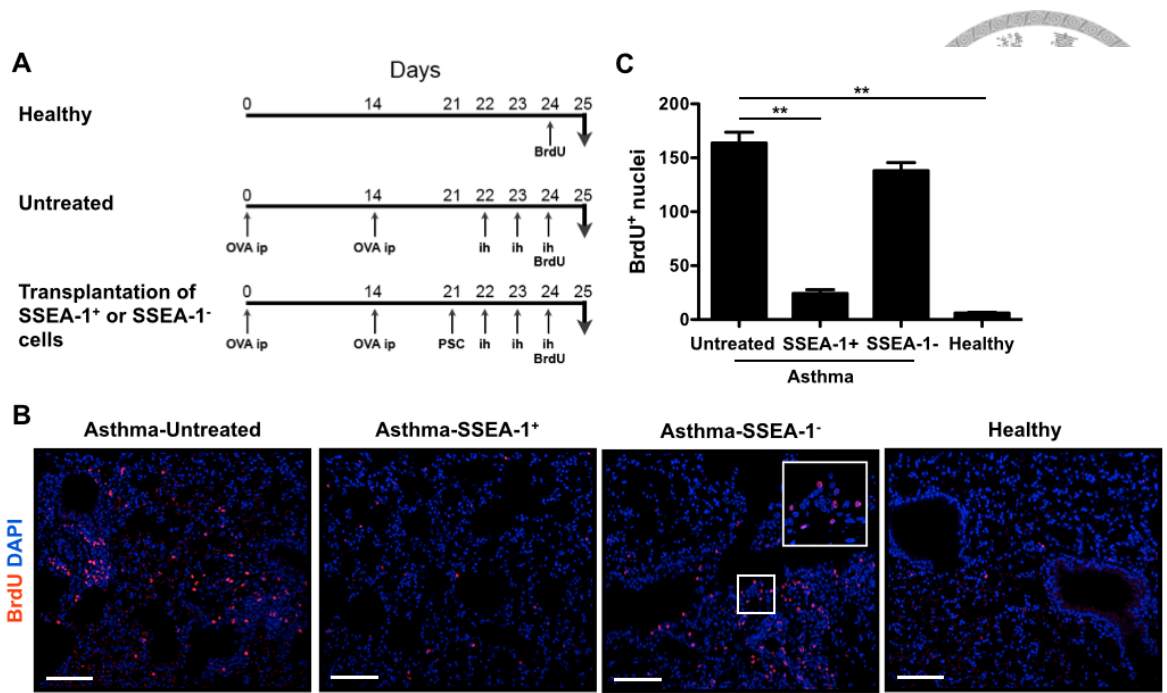 A
Days
Healthy
0 14 21 22 23 24 25
BrdU
Untreated
0 14 21 22 23 24 25
OVA ip OVA ip ih ih ih
BrdU
Transplantation of
SSEA-1⁺ or SSEA-1⁻
cells
0 14 21 22 23 24 25
OVA ip OVA ip PSC ih ih ih
BrdU
C
**
**
BrdU⁺ nuclei
200
150
100
50
0
Untreated SSEA-1+ SSEA-1- Healthy
Asthma
B
Asthma-Untreated Asthma-SSEA-1⁺ Asthma-SSEA-1⁻ Healthy
BrdU DAPI